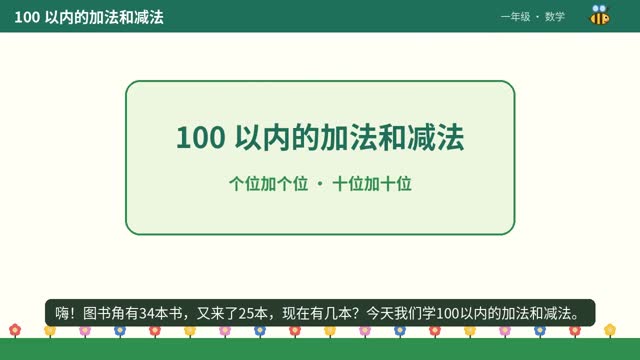 100 以内的加法和减法
一年级 · 数学
100 以内的加法和减法
个位加个位 · 十位加十位
嗨！图书角有34本书，又来了25本，现在有几本？今天我们学100以内的加法和减法。